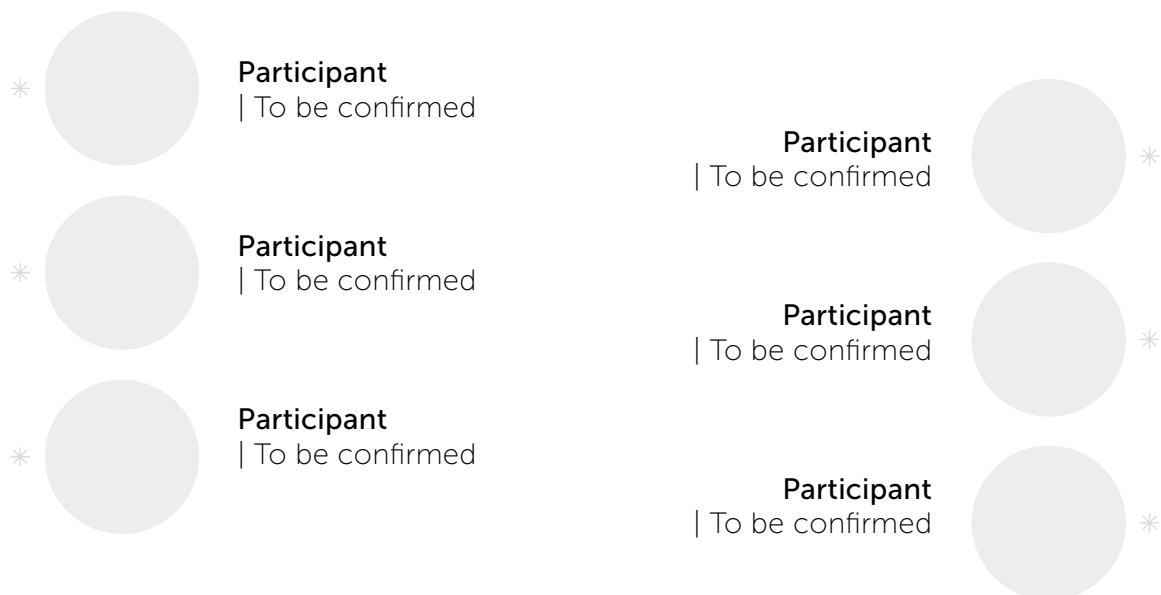 Participant
| To be confirmed
Participant
| To be confirmed
Participant
| To be confirmed
Participant
| To be confirmed
Participant
| To be confirmed
Participant
| To be confirmed